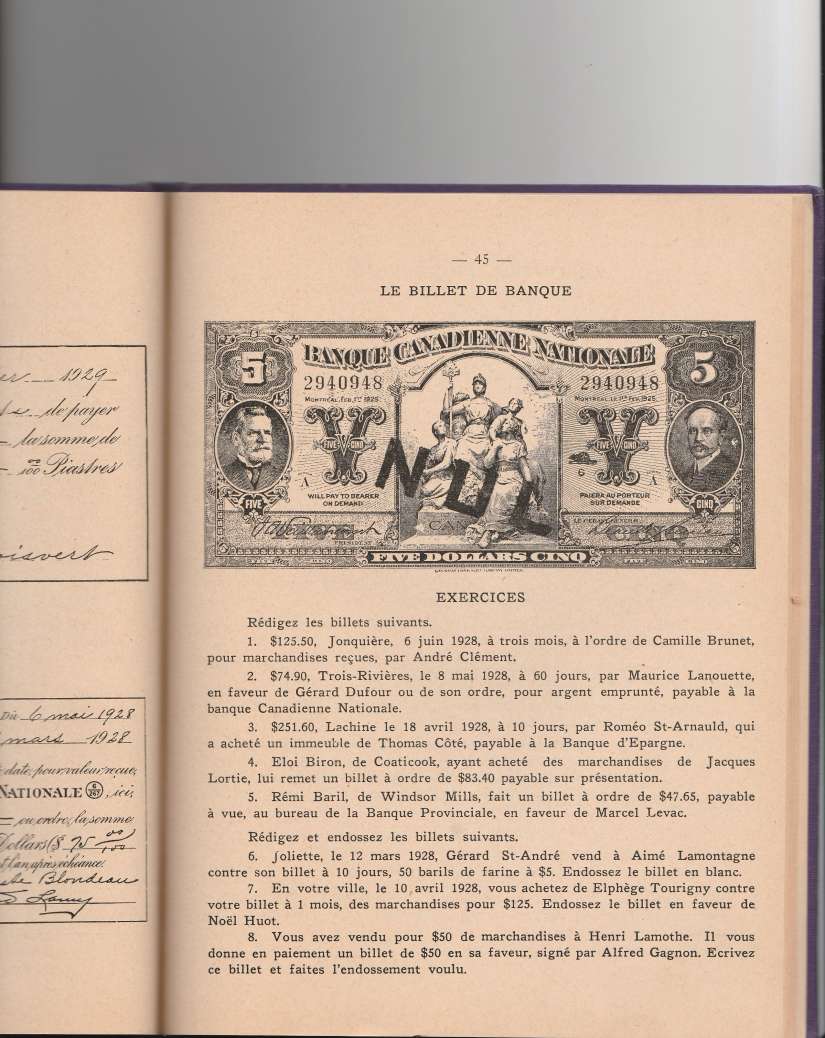 er 1929
de payer
la somme de
00/100 Piastres
oisvert
Dû 6 mai 1928
mars 1928
date, pour valeur reçue,
NATIONALE 6 267, ici,
ou ordre, la somme
Dollars ($ 75 00/100
l'an après échéance.
Blondeau
— 45 —
LE BILLET DE BANQUE
5 BANQUE CANADIENNE NATIONALE 5
2940948 2940948
MONTREAL, FEB. 1ST 1925. MONTREAL, LE 1ER FEV. 1925.
FIVE V CINQ FIVE V CINQ
NUL
6
A A
WILL PAY TO BEARER ON DEMAND
PAIERA AU PORTEUR SUR DEMANDE
FIVE CINQ
PRESIDENT
FIVE DOLLARS CINQ
EXERCICES
Rédigez les billets suivants.
1. $125.50, Jonquière, 6 juin 1928, à trois mois, à l'ordre de Camille Brunet,
pour marchandises reçues, par André Clément.
2. $74.90, Trois-Rivières, le 8 mai 1928, à 60 jours, par Maurice Lanouette,
en faveur de Gérard Dufour ou de son ordre, pour argent emprunté, payable à la
banque Canadienne Nationale.
3. $251.60, Lachine le 18 avril 1928, à 10 jours, par Roméo St-Arnauld, qui
a acheté un immeuble de Thomas Côté, payable à la Banque d'Epargne.
4. Eloi Biron, de Coaticook, ayant acheté des marchandises de Jacques
Lortie, lui remet un billet à ordre de $83.40 payable sur présentation.
5. Rémi Baril, de Windsor Mills, fait un billet à ordre de $47.65, payable
à vue, au bureau de la Banque Provinciale, en faveur de Marcel Levac.
Rédigez et endossez les billets suivants.
6. Joliette, le 12 mars 1928, Gérard St-André vend à Aimé Lamontagne
contre son billet à 10 jours, 50 barils de farine à $5. Endossez le billet en blanc.
7. En votre ville, le 10 avril 1928, vous achetez de Elphège Tourigny contre
votre billet à 1 mois, des marchandises pour $125. Endossez le billet en faveur de
Noël Huot.
8. Vous avez vendu pour $50 de marchandises à Henri Lamothe. Il vous
donne en paiement un billet de $50 en sa faveur, signé par Alfred Gagnon. Ecrivez
ce billet et faites l'endossement voulu.